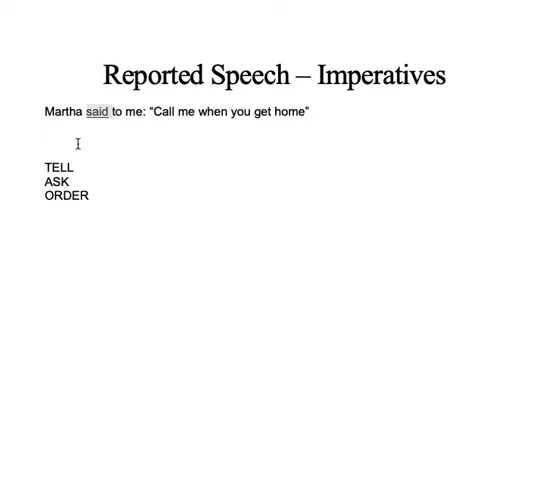 Reported Speech – Imperatives
Martha said to me: “Call me when you get home”
TELL
ASK
ORDER